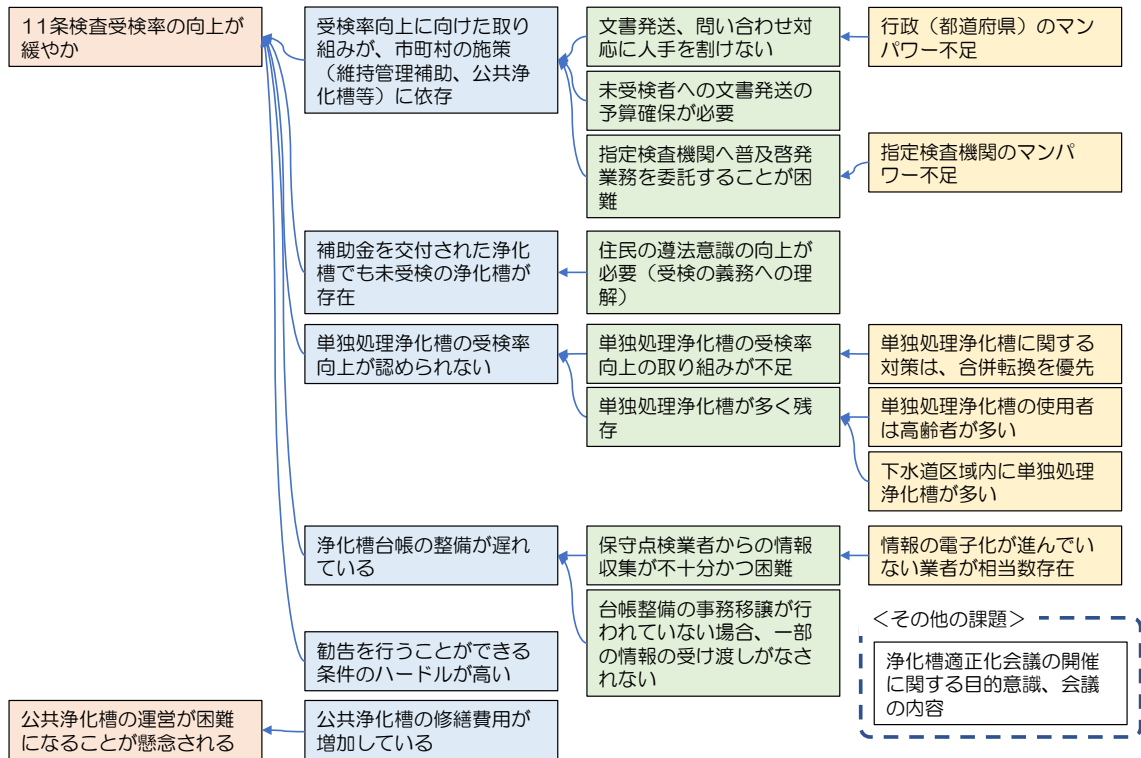 11条検査受検率の向上が
緩やか
受検率向上に向けた取り
組みが、市町村の施策
（維持管理補助、公共浄
化槽等）に依存
文書発送、問い合わせ対
応に人手を割けない
行政（都道府県）のマン
パワー不足
未受検者への文書発送の
予算確保が必要
指定検査機関へ普及啓発
業務を委託することが困
難
指定検査機関のマンパ
ワー不足
補助金を交付された浄化
槽でも未受検の浄化槽が
存在
住民の遵法意識の向上が
必要（受検の義務への理
解）
単独処理浄化槽の受検率
向上が認められない
単独処理浄化槽の受検率
向上の取り組みが不足
単独処理浄化槽に関する
対策は、合併転換を優先
単独処理浄化槽が多く残
存
単独処理浄化槽の使用者
は高齢者が多い
下水道区域内に単独処理
浄化槽が多い
浄化槽台帳の整備が遅れ
ている
保守点検業者からの情報
収集が不十分かつ困難
情報の電子化が進んでい
ない業者が相当数存在
台帳整備の事務移譲が行
われていない場合、一部
の情報の受け渡しがなさ
れない
勧告を行うことができる
条件のハードルが高い
＜その他の課題＞
浄化槽適正化会議の開催
に関する目的意識、会議
の内容
公共浄化槽の運営が困難
になることが懸念される
公共浄化槽の修繕費用が
増加している